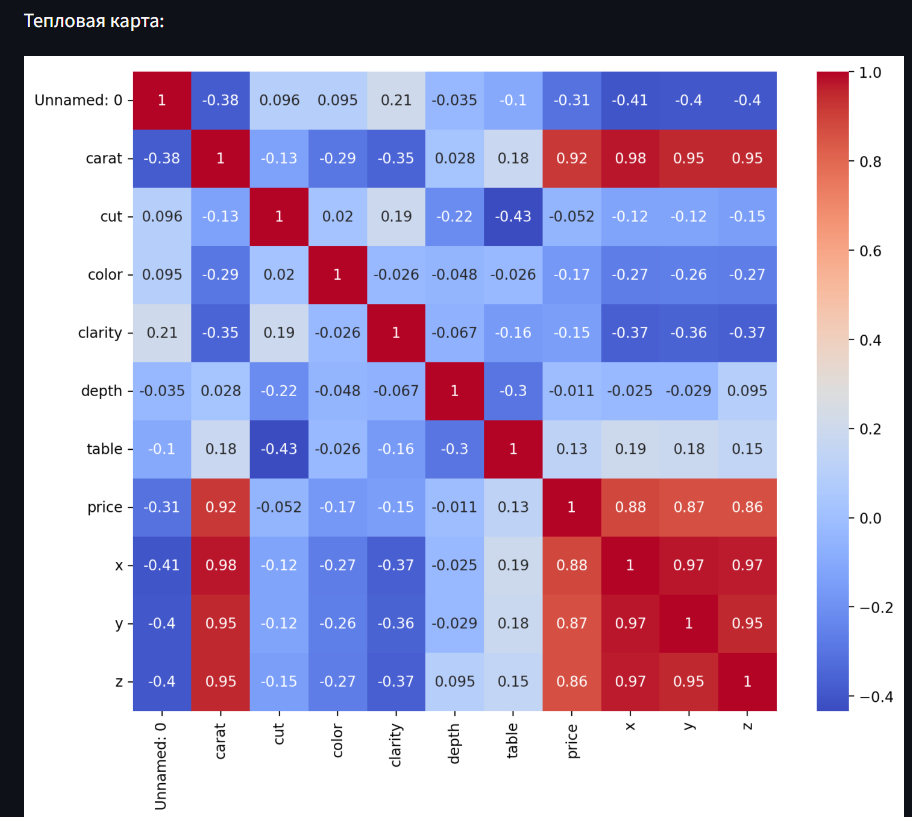 Тепловая карта:
Unnamed: 0 1 -0.38 0.096 0.095 0.21 -0.035 -0.1 -0.31 -0.41 -0.4 -0.4
carat -0.38 1 -0.13 -0.29 -0.35 0.028 0.18 0.92 0.98 0.95 0.95
cut 0.096 -0.13 1 0.02 0.19 -0.22 -0.43 -0.052 -0.12 -0.12 -0.15
color 0.095 -0.29 0.02 1 -0.026 -0.048 -0.026 -0.17 -0.27 -0.26 -0.27
clarity 0.21 -0.35 0.19 -0.026 1 -0.067 -0.16 -0.15 -0.37 -0.36 -0.37
depth -0.035 0.028 -0.22 -0.048 -0.067 1 -0.3 -0.011 -0.025 -0.029 0.095
table -0.1 0.18 -0.43 -0.026 -0.16 -0.3 1 0.13 0.19 0.18 0.15
price -0.31 0.92 -0.052 -0.17 -0.15 -0.011 0.13 1 0.88 0.87 0.86
x -0.41 0.98 -0.12 -0.27 -0.37 -0.025 0.19 0.88 1 0.97 0.97
y -0.4 0.95 -0.12 -0.26 -0.36 -0.029 0.18 0.87 0.97 1 0.95
z -0.4 0.95 -0.15 -0.27 -0.37 0.095 0.15 0.86 0.97 0.95 1
Unnamed: 0 carat cut color clarity depth table price x y z
1.0
0.8
0.6
0.4
0.2
0.0
−0.2
−0.4